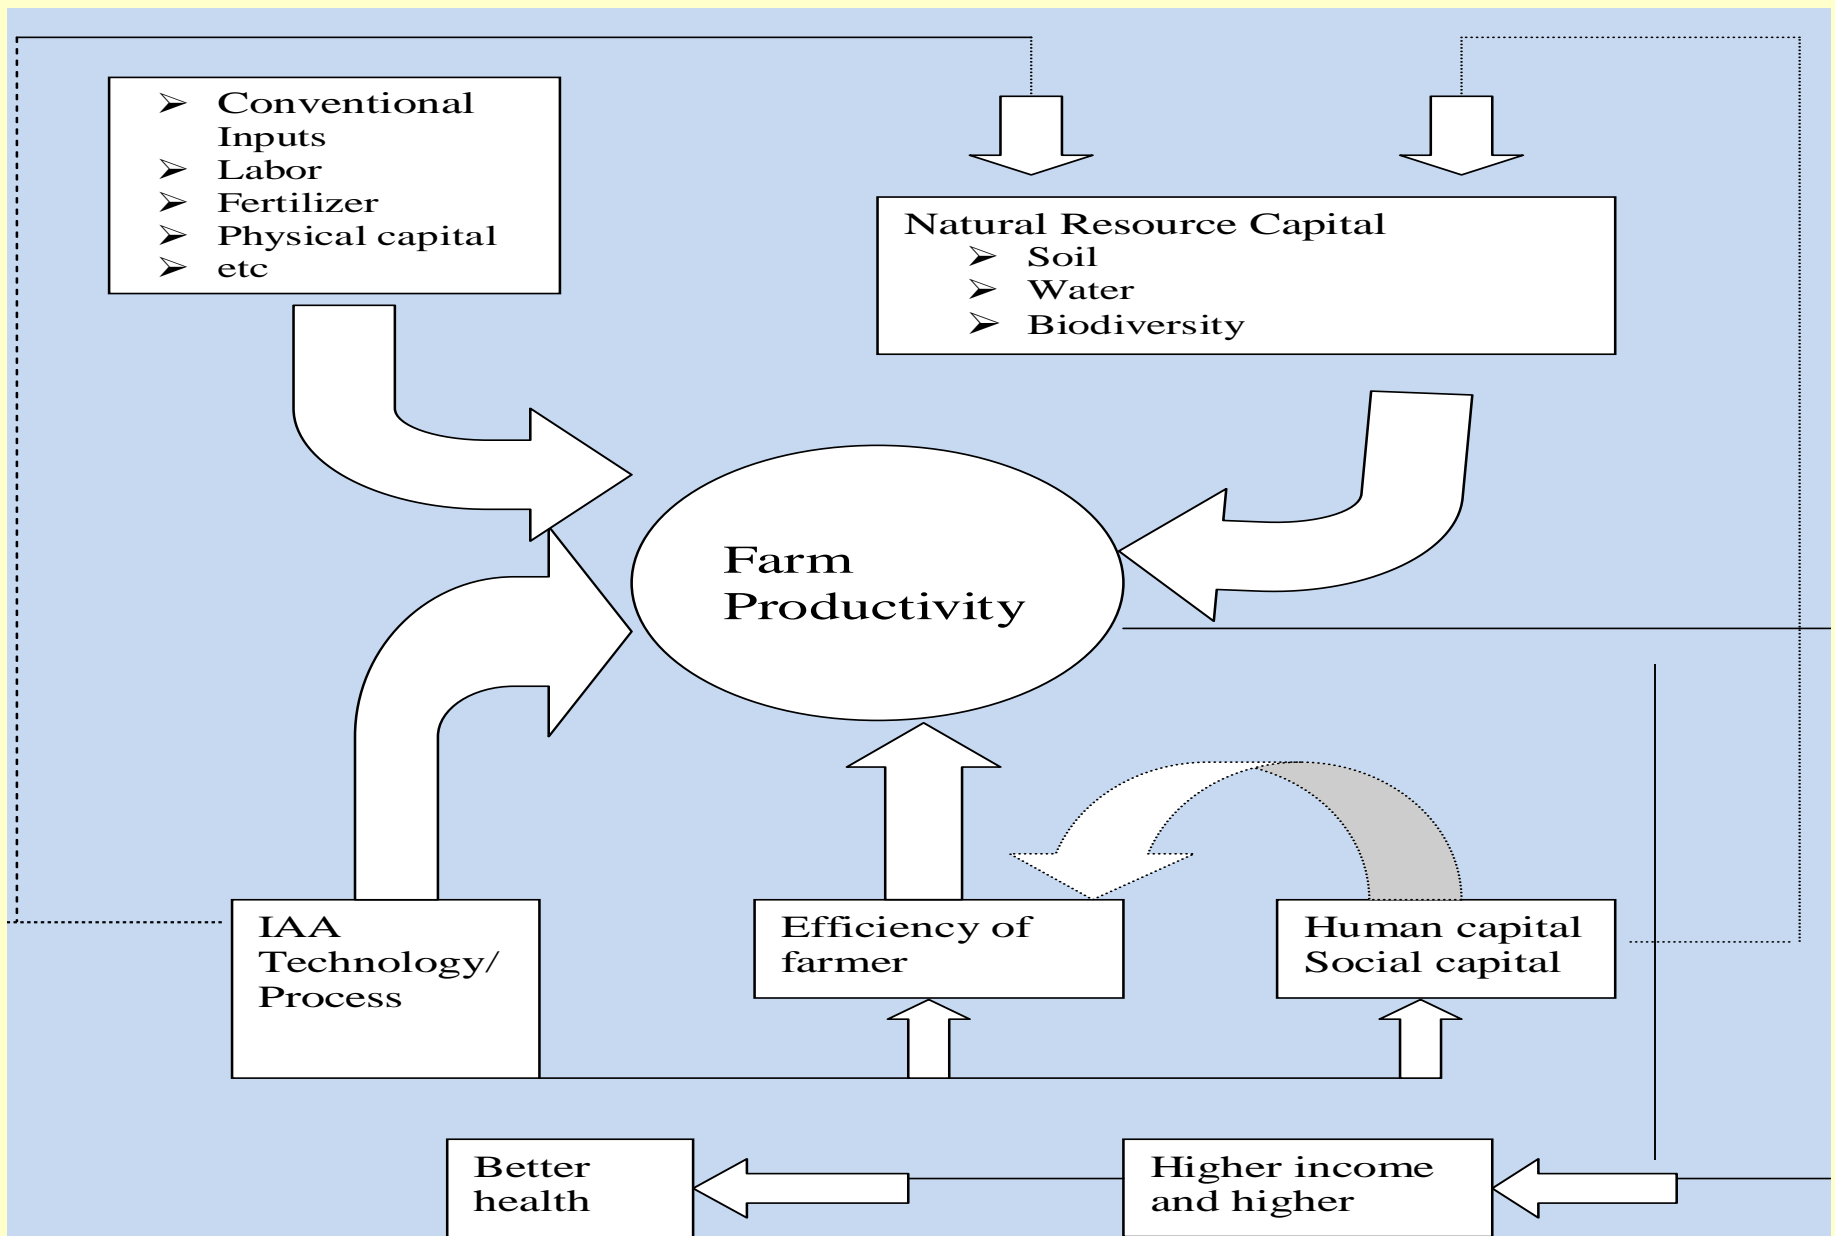 ➢ Conventional
Inputs
➢ Labor
➢ Fertilizer
➢ Physical capital
➢ etc
Natural Resource Capital
➢ Soil
➢ Water
➢ Biodiversity
Farm
Productivity
IAA
Technology/
Process
Efficiency of
farmer
Human capital
Social capital
Better
health
Higher income
and higher